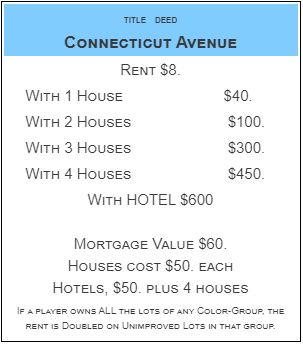 TITLE DEED
CONNECTICUT AVENUE
RENT $8.
WITH 1 HOUSE $40.
WITH 2 HOUSES $100.
WITH 3 HOUSES $300.
WITH 4 HOUSES $450.
WITH HOTEL $600
MORTGAGE VALUE $60.
HOUSES COST $50. EACH
HOTELS, $50. PLUS 4 HOUSES
IF A PLAYER OWNS ALL THE LOTS OF ANY COLOR-GROUP, THE
RENT IS DOUBLED ON UNIMPROVED LOTS IN THAT GROUP.